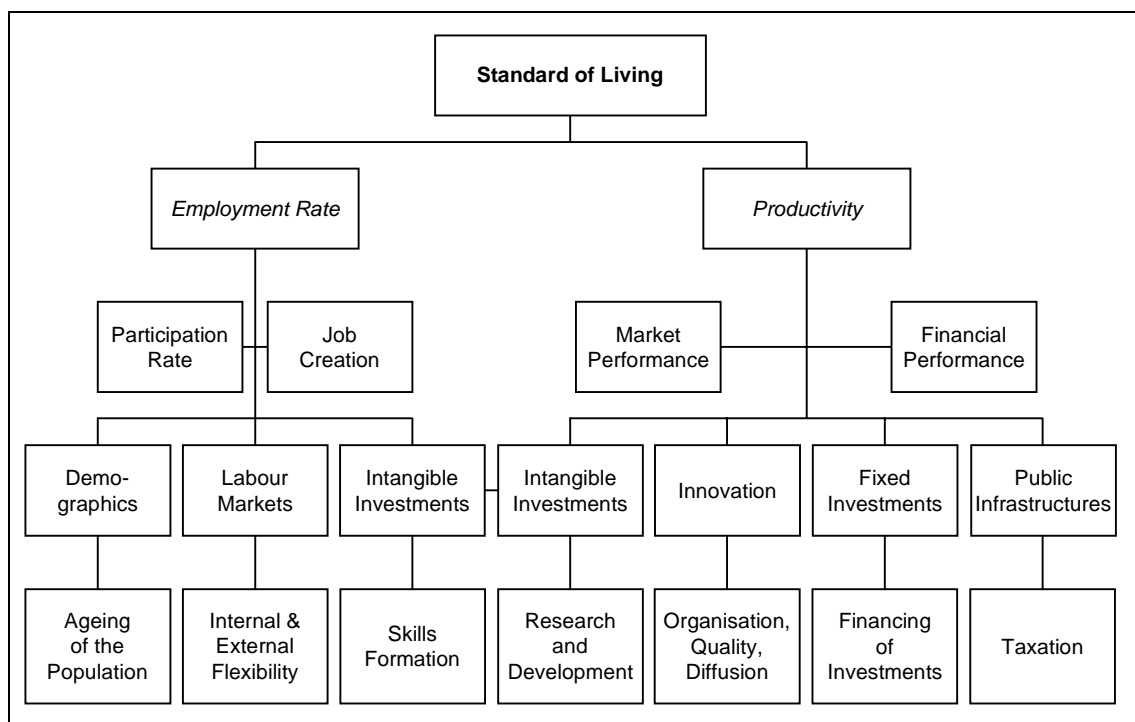 Standard of Living
Employment Rate
Productivity
Participation
Rate
Job
Creation
Market
Performance
Financial
Performance
Demo-
graphics
Labour
Markets
Intangible
Investments
Intangible
Investments
Innovation
Fixed
Investments
Public
Infrastructures
Ageing
of the
Population
Internal &
External
Flexibility
Skills
Formation
Research
and
Development
Organisation,
Quality,
Diffusion
Financing
of
Investments
Taxation